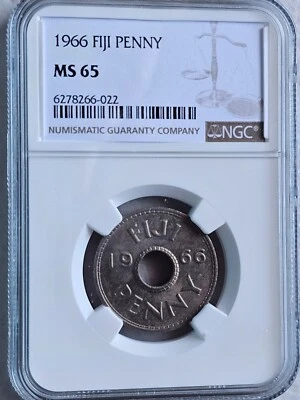 1966 FIJI PENNY
MS 65
6278266-022
NUMISMATIC GUARANTY COMPANY
NGC
FIJI
19 66
PENNY